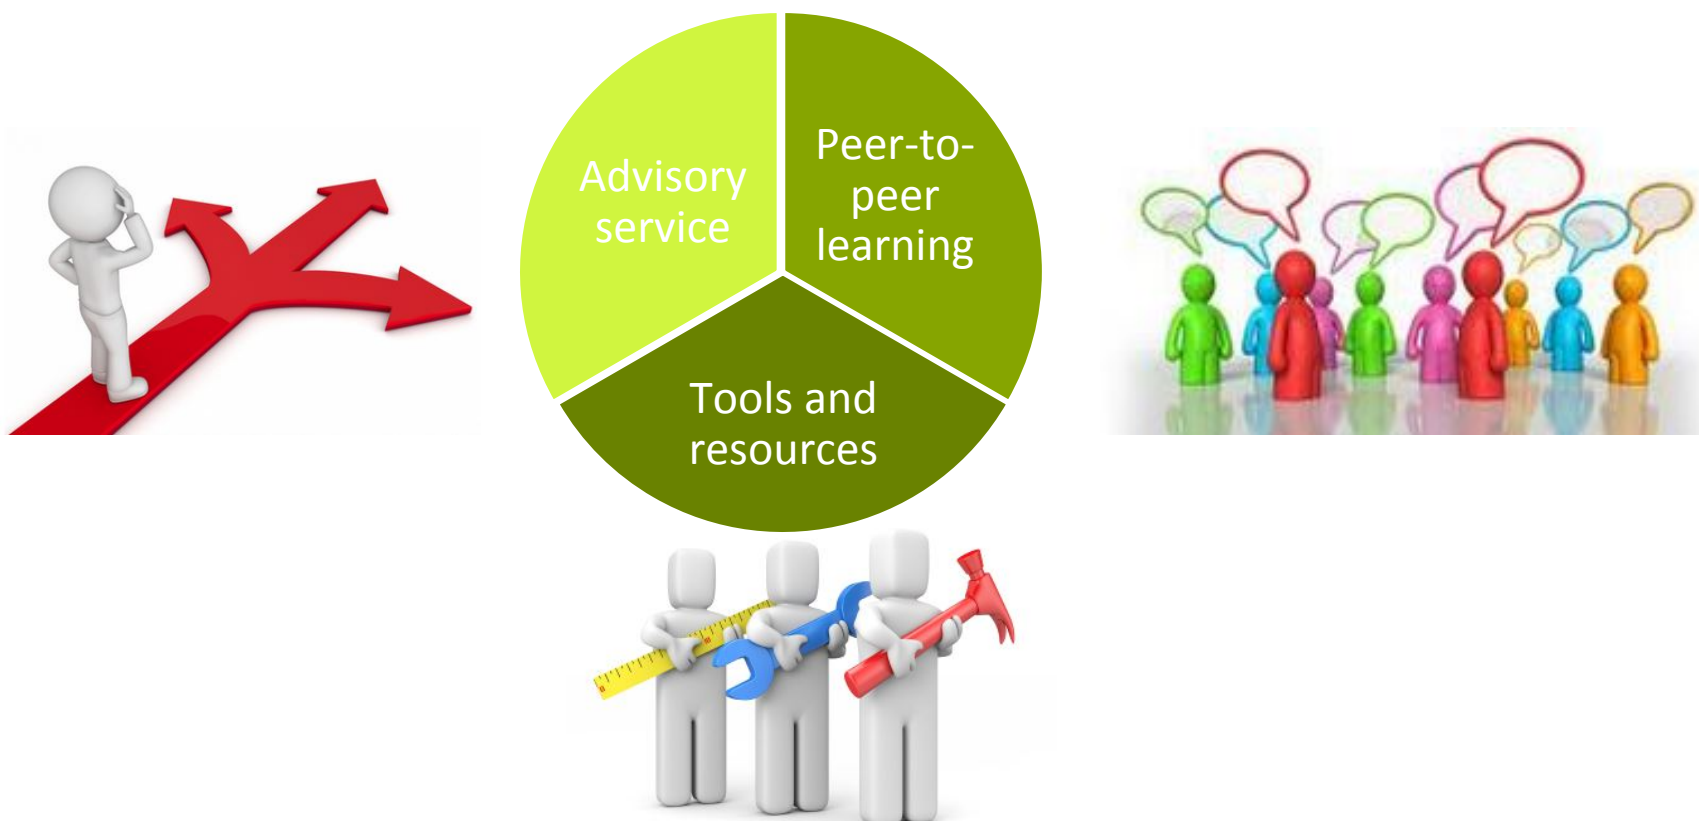 Advisory
service
Peer-to-
peer
learning
Tools and
resources